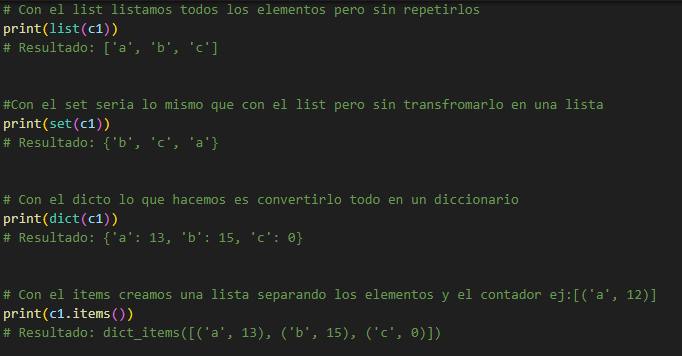 # Con el list listamos todos los elementos pero sin repetirlos
print(list(c1))
# Resultado: ['a', 'b', 'c']
#Con el set seria lo mismo que con el list pero sin transfromarlo en una lista
print(set(c1))
# Resultado: {'b', 'c', 'a'}
# Con el dicto lo que hacemos es convertirlo todo en un diccionario
print(dict(c1))
# Resultado: {'a': 13, 'b': 15, 'c': 0}
# Con el items creamos una lista separando los elementos y el contador ej:[('a', 12)]
print(c1.items())
# Resultado: dict_items([('a', 13), ('b', 15), ('c', 0)])